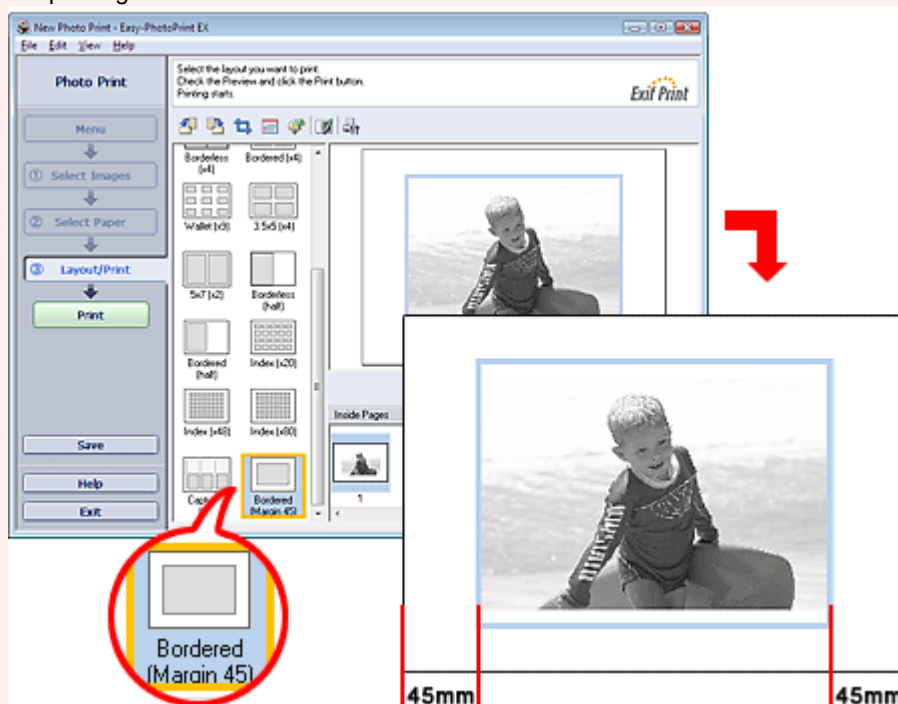 New Photo Print - Easy-PhotoPrint EX
File Edit View Help
Photo Print
Select the layout you want to print.
Check the Preview and click the Print button.
Printing starts.
Exif Print
Menu
① Select Images
② Select Paper
③ Layout/Print
Print
Save
Help
Exit
Borderless
(x4)
Bordered (x4)
Wallet (x9)
3.5x5 (x4)
5x7 (x2)
Borderless
(half)
Bordered
(half)
Index (x20)
Index (x48)
Index (x80)
Bordered
(Margin 45)
Inside Pages
1
Bordered
(Margin 45)
45mm
45mm